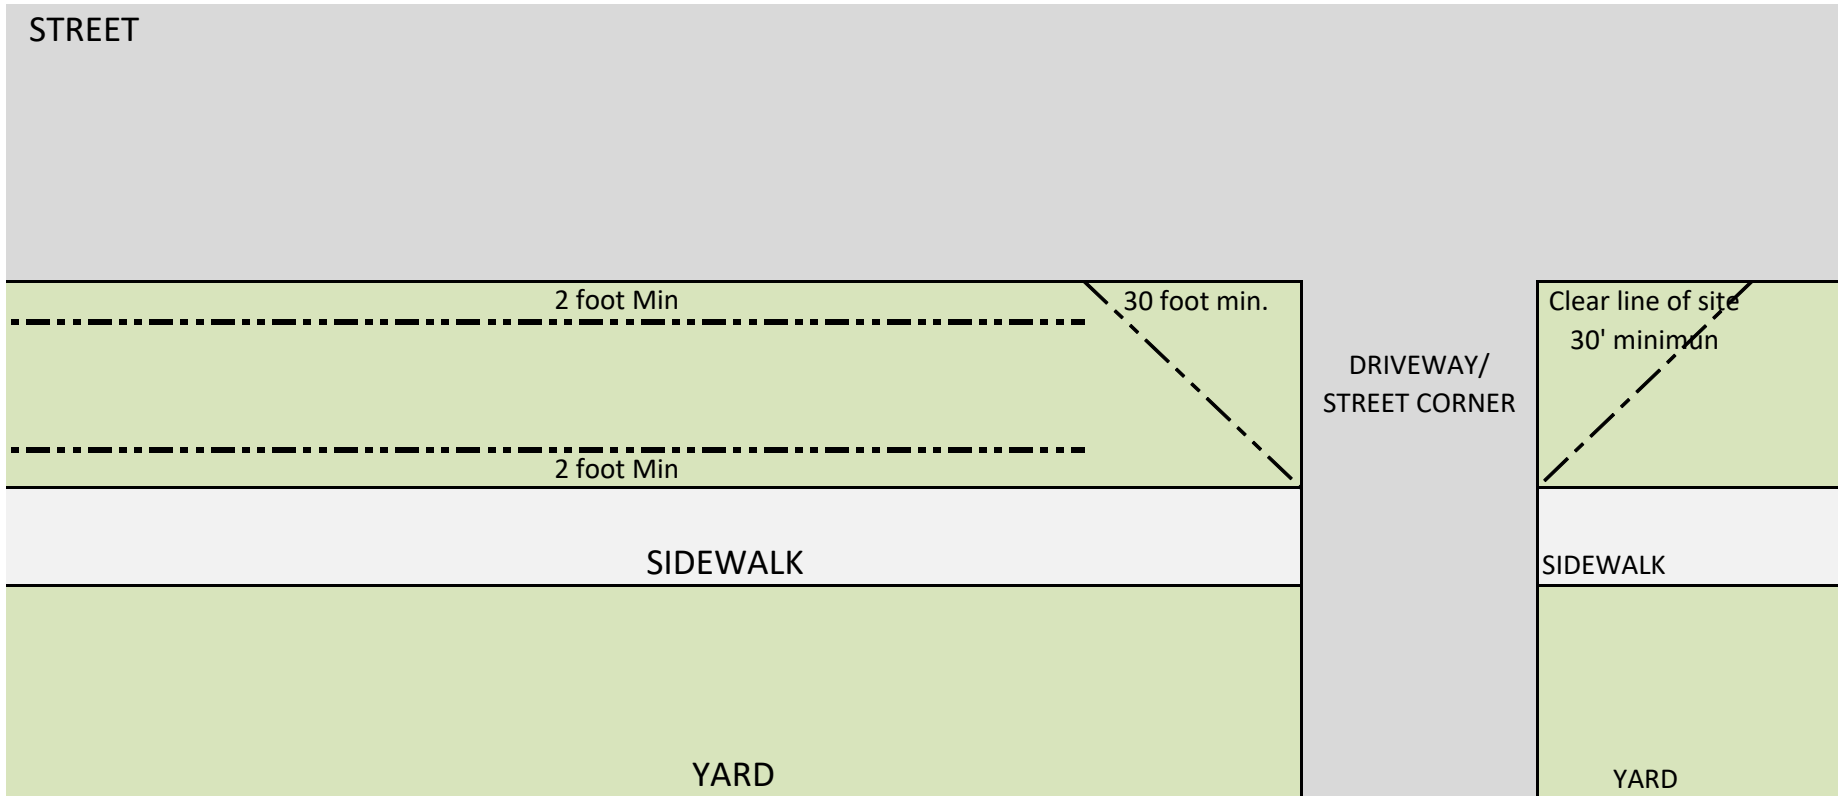 STREET
2 foot Min
30 foot min.
Clear line of site
30' minimun
DRIVEWAY/
STREET CORNER
2 foot Min
SIDEWALK
SIDEWALK
YARD
YARD